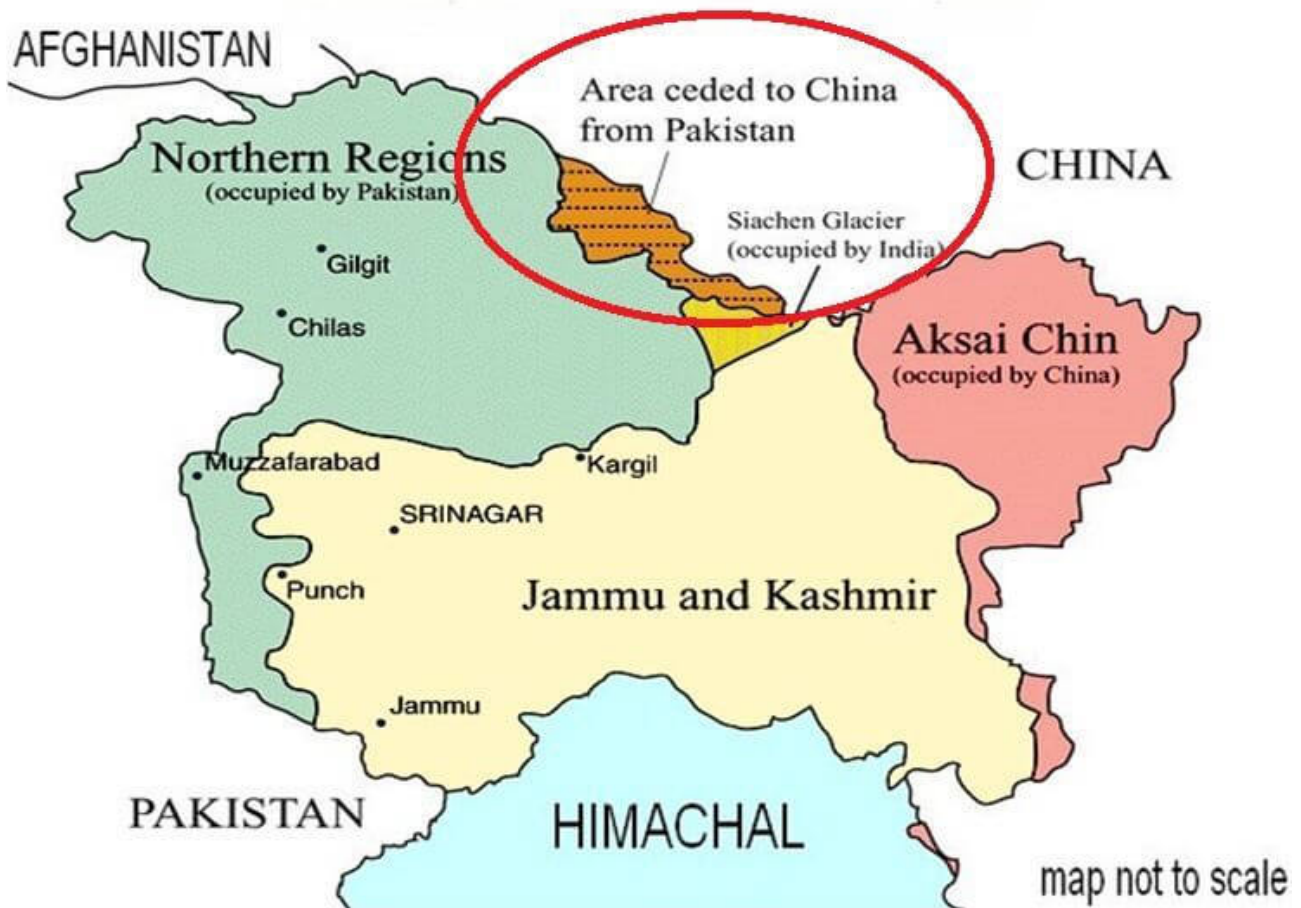 AFGHANISTAN
Area ceded to China
from Pakistan
Northern Regions
(occupied by Pakistan)
CHINA
Siachen Glacier
(occupied by India)
Gilgit
Chilas
Aksai Chin
(occupied by China)
Muzzafarabad
Kargil
SRINAGAR
Punch
Jammu and Kashmir
Jammu
PAKISTAN
HIMACHAL
map not to scale